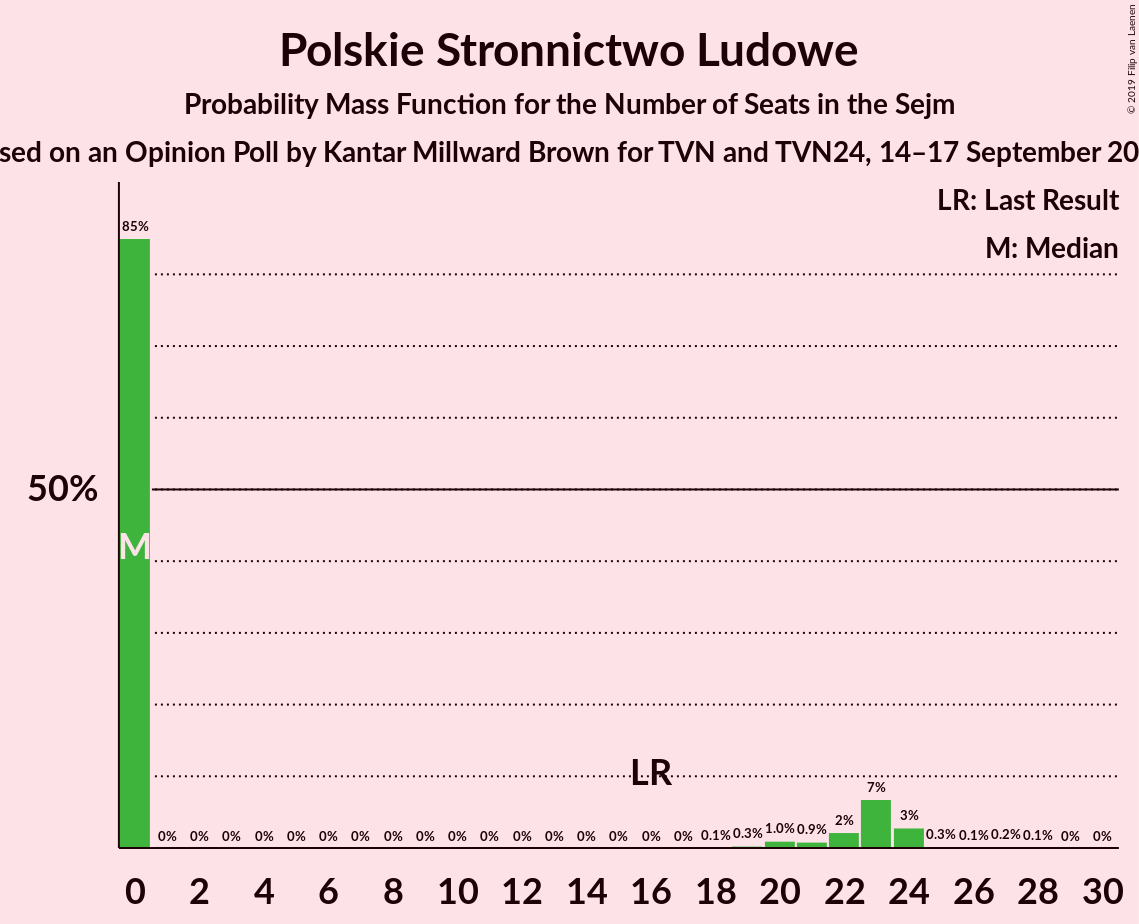 Polskie Stronnictwo Ludowe
Probability Mass Function for the Number of Seats in the Sejm
sed on an Opinion Poll by Kantar Millward Brown for TVN and TVN24, 14–17 September 20
© 2019 Filip van Laenen
LR: Last Result
M: Median
85%
50%
M
LR
7%
0% 0% 0% 0% 0% 0% 0% 0% 0% 0% 0% 0% 0% 0% 0% 0% 0% 0.1% 0.3% 1.0% 0.9% 2% 3% 0.3% 0.1% 0.2% 0.1% 0% 0%
0 2 4 6 8 10 12 14 16 18 20 22 24 26 28 30